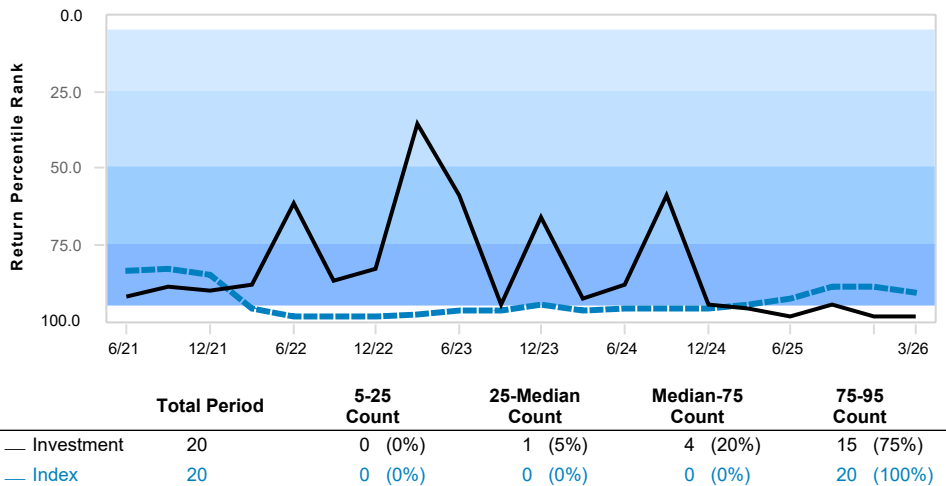 Return Percentile Rank
0.0
25.0
50.0
75.0
100.0
6/21 12/21 6/22 12/22 6/23 12/23 6/24 12/24 6/25 3/26
Total Period 5-25 Count 25-Median Count Median-75 Count 75-95 Count
Investment 20 0 (0%) 1 (5%) 4 (20%) 15 (75%)
Index 20 0 (0%) 0 (0%) 0 (0%) 20 (100%)